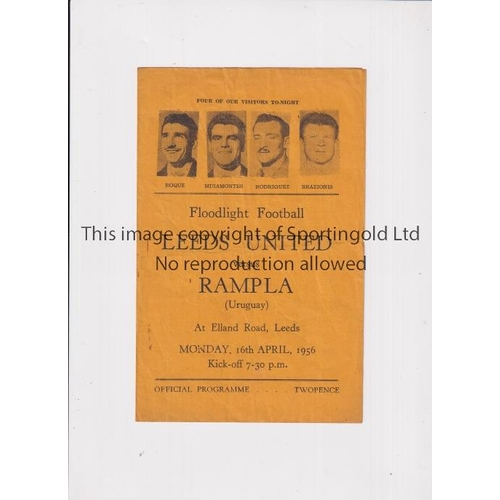 FOUR OF OUR VISITORS TO-NIGHT
ROQUE MIRAMONTES RODRIGUEZ BRAZIONIS
Floodlight Football
LEEDS UNITED
versus
This image copyright of Sportingold Ltd
No reproduction allowed
RAMPLA
(Uruguay)
At Elland Road, Leeds
MONDAY, 16th APRIL, 1956
Kick-off 7-30 p.m.
OFFICIAL PROGRAMME . . . . TWOPENCE